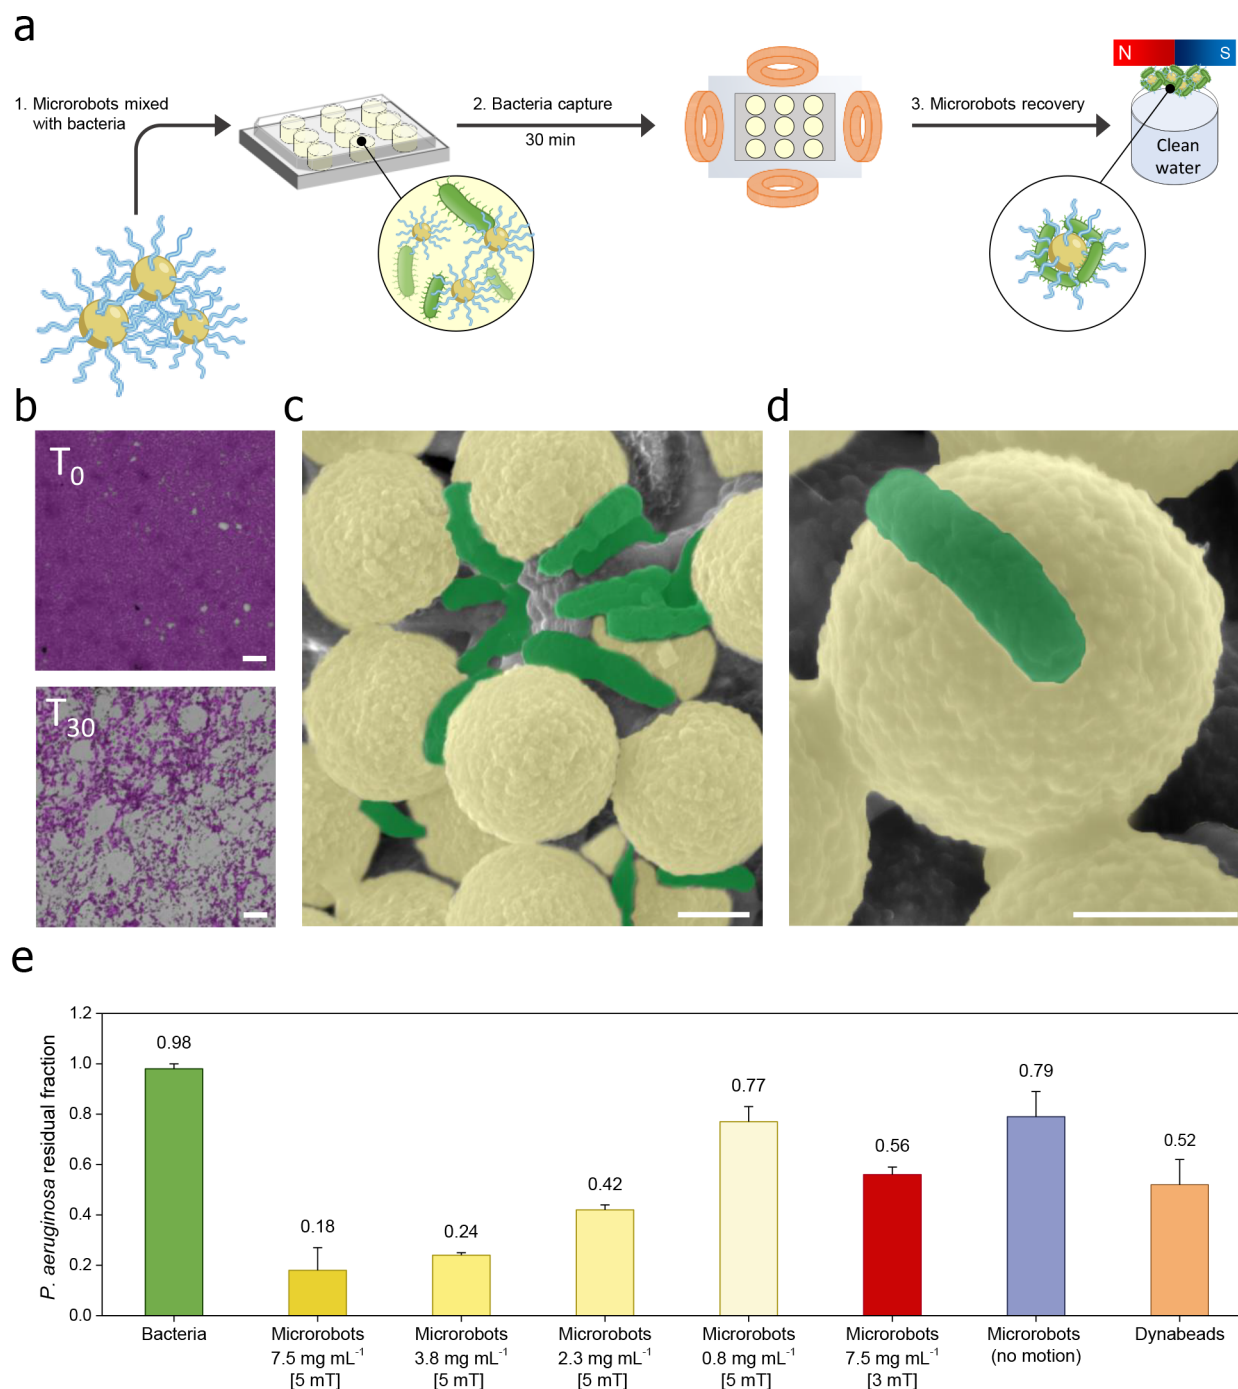 a
1. Microrobots mixed
with bacteria
2. Bacteria capture
30 min
3. Microrobots recovery
N
S
Clean
water
b
c
d
T₀
T₃₀
e
P. aeruginosa residual fraction
1.2
1.0
0.8
0.6
0.4
0.2
0.0
0.98
0.18
0.24
0.42
0.77
0.56
0.79
0.52
Bacteria
Microrobots
7.5 mg mL⁻¹
[5 mT]
Microrobots
3.8 mg mL⁻¹
[5 mT]
Microrobots
2.3 mg mL⁻¹
[5 mT]
Microrobots
0.8 mg mL⁻¹
[5 mT]
Microrobots
7.5 mg mL⁻¹
[3 mT]
Microrobots
(no motion)
Dynabeads